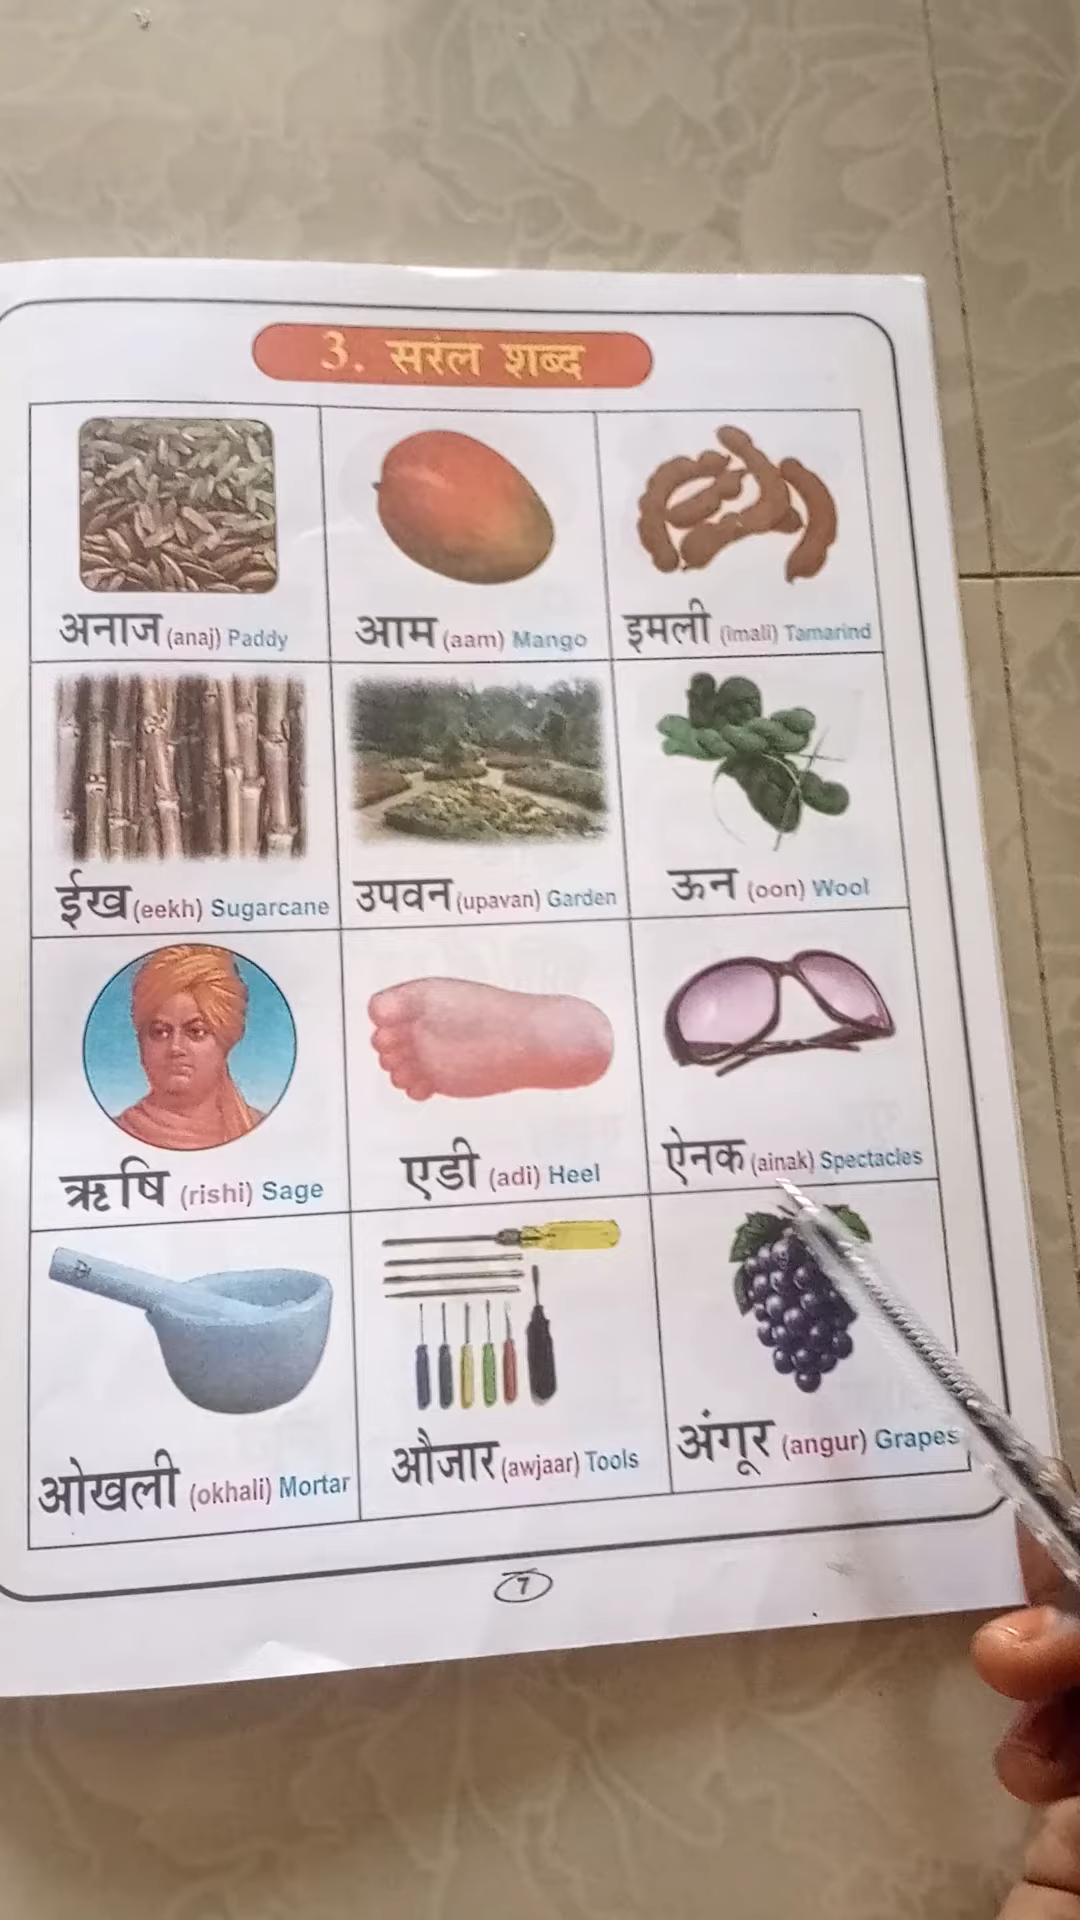 3. सरल शब्द
अनाज (anaj) Paddy
आम (aam) Mango
इमली (imali) Tamarind
ईख (eekh) Sugarcane
उपवन (upavan) Garden
ऊन (oon) Wool
ऋषि (rishi) Sage
एडी (adi) Heel
ऐनक (ainak) Spectacles
ओखली (okhali) Mortar
औजार (awjaar) Tools
अंगूर (angur) Grapes
7